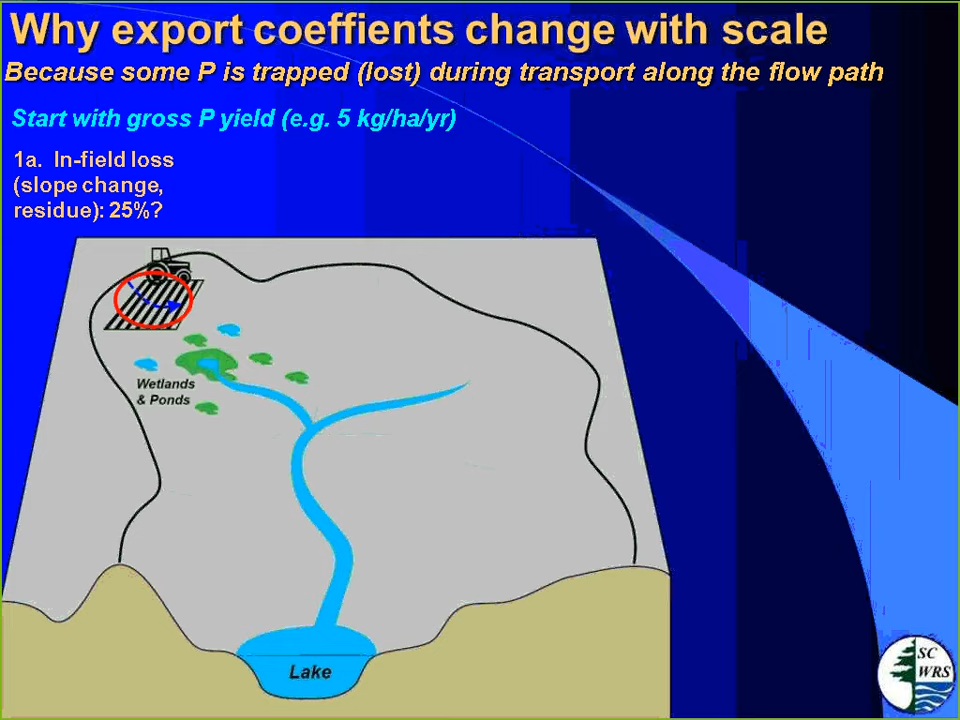 Why export coeffients change with scale
Because some P is trapped (lost) during transport along the flow path
Start with gross P yield (e.g. 5 kg/ha/yr)
1a. In-field loss
(slope change,
residue): 25%?
Wetlands
& Ponds
Lake
SC
WRS